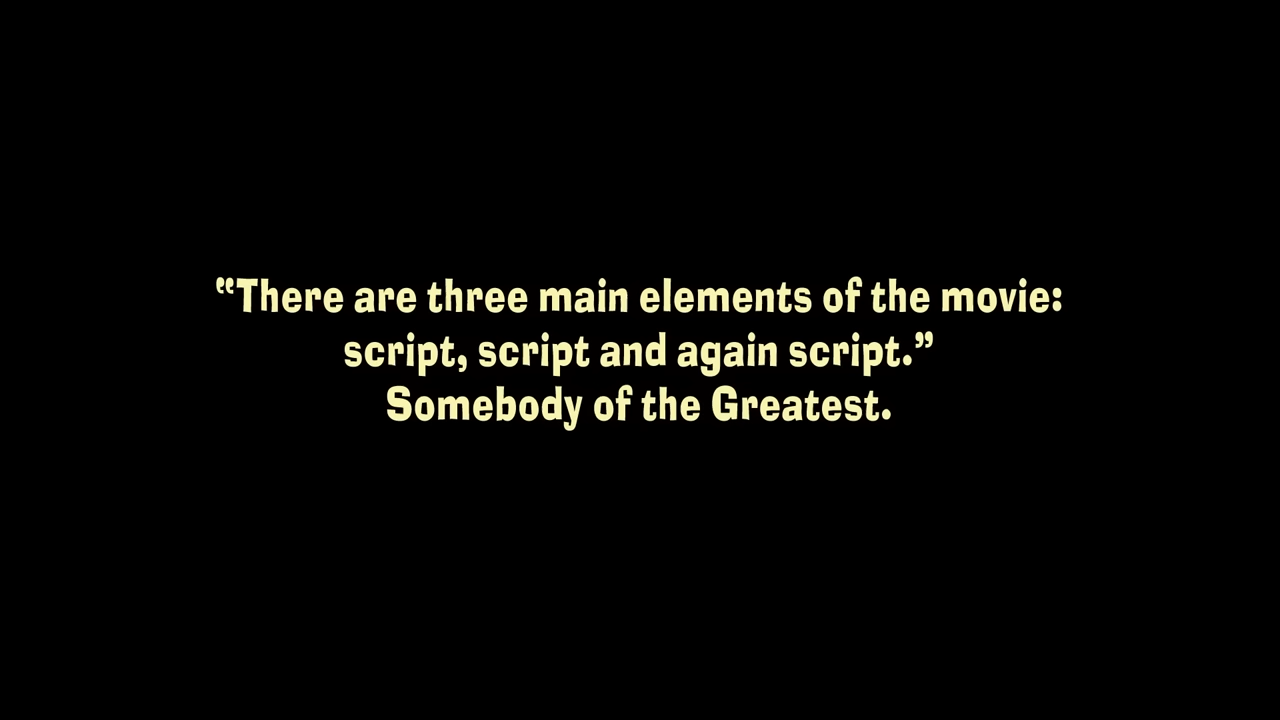 “There are three main elements of the movie:
script, script and again script.”
Somebody of the Greatest.